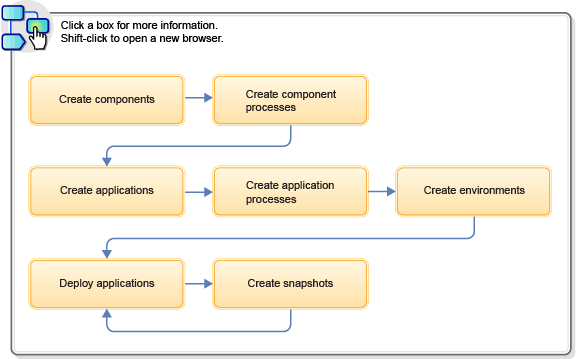 Click a box for more information.
Shift-click to open a new browser.
Create components
Create component
processes
Create applications
Create application
processes
Create environments
Deploy applications
Create snapshots